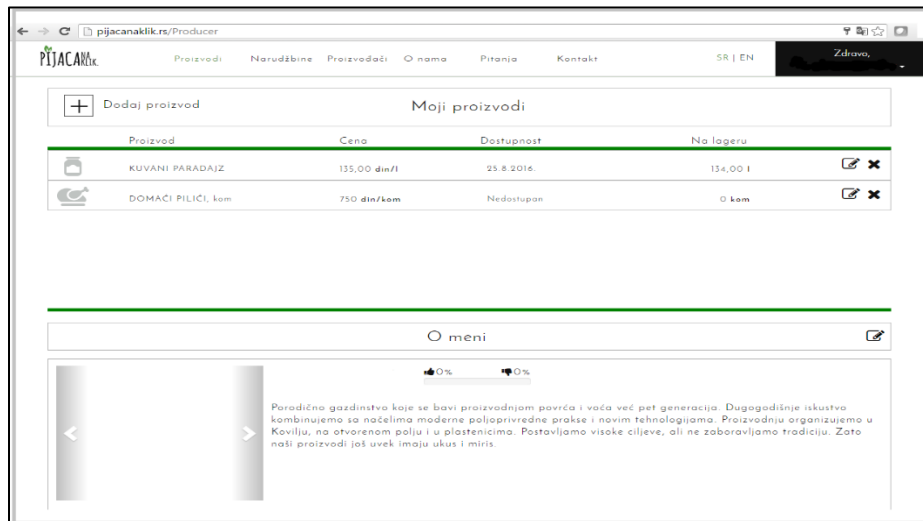 pijacanaklik.rs/Producer
PIJACA NA KLIK.
Proizvodi Narudžbine Proizvođači O nama Pitanja Kontakt SR | EN Zdravo,
Dodaj proizvod Moji proizvodi
Proizvod Cena Dostupnost Na lageru
KUVANI PARADAJZ 135,00 din/l 25.8.2016. 134,00 l
DOMAĆI PILIĆI, kom 750 din/kom Nedostupan 0 kom
O meni
0% 0%
Porodično gazdinstvo koje se bavi proizvodnjom povrća i voća već pet generacija. Dugogodišnje iskustvo
kombinujemo sa načelima moderne poljoprivredne prakse i novim tehnologijama. Proizvodnju organizujemo u
Kovilju, na otvorenom polju i u plastenicima. Postavljamo visoke ciljeve, ali ne zaboravljamo tradiciju. Zato
naši proizvodi još uvek imaju ukus i miris.